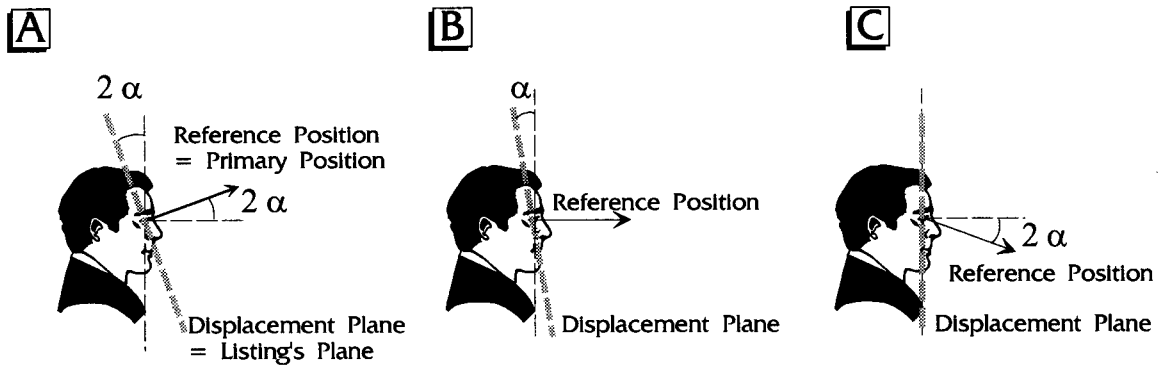 A
2 α
Reference Position
= Primary Position
2 α
Displacement Plane
= Listing's Plane
B
α
Reference Position
Displacement Plane
C
2 α
Reference Position
Displacement Plane